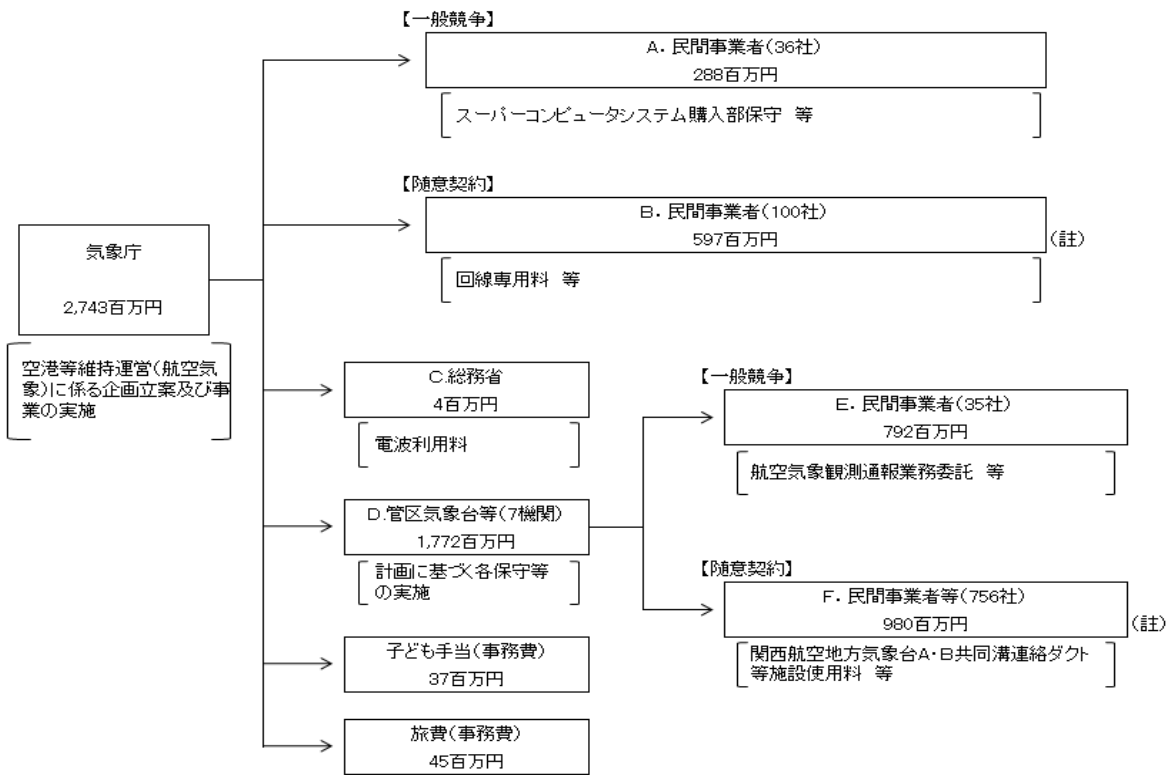 【一般競争】
A. 民間事業者(36社)
288百万円
スーパーコンピュータシステム購入部保守 等
【随意契約】
B. 民間事業者(100社)
597百万円
(註)
回線専用料 等
気象庁
2,743百万円
空港等維持運営(航空気
象)に係る企画立案及び事
業の実施
C.総務省
4百万円
電波利用料
D.管区気象台等(7機関)
1,772百万円
計画に基づく各保守等
の実施
子ども手当(事務費)
37百万円
旅費(事務費)
45百万円
【一般競争】
E. 民間事業者(35社)
792百万円
航空気象観測通報業務委託 等
【随意契約】
F. 民間事業者等(756社)
980百万円
(註)
関西航空地方気象台A・B共同溝連絡ダクト
等施設使用料 等